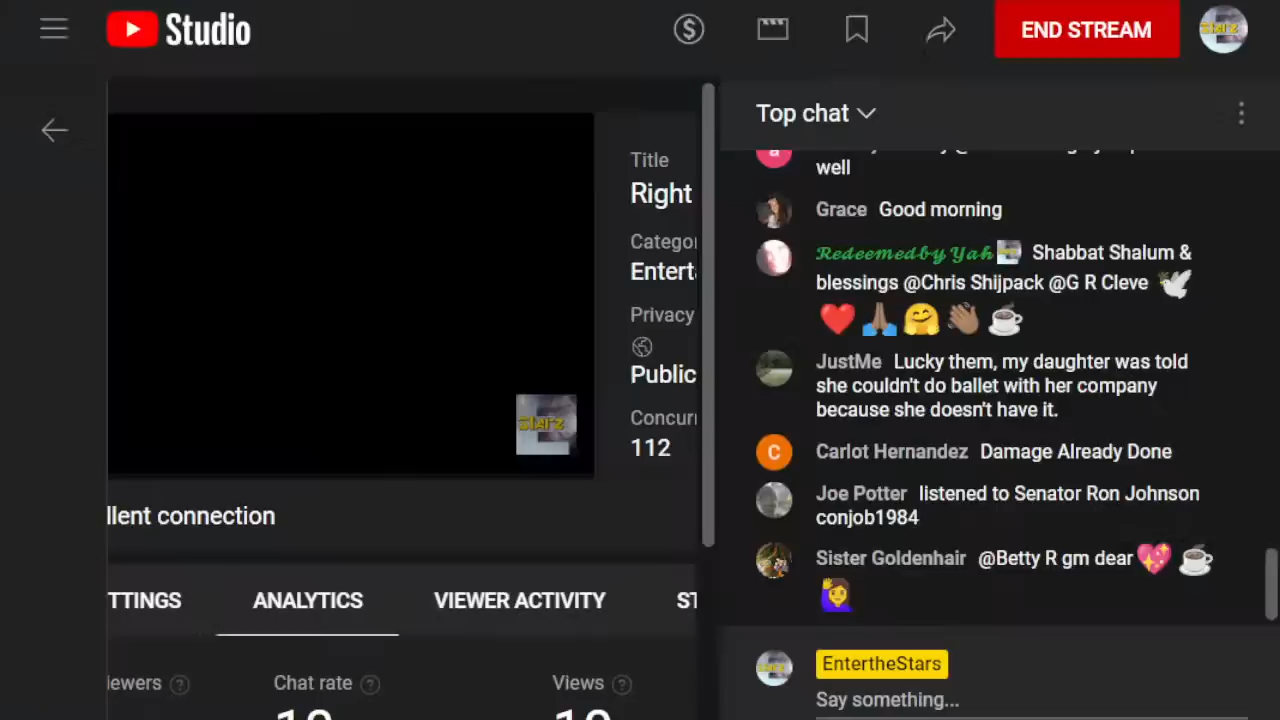 Studio
END STREAM
Starz
Top chat
well
Title
Right
Grace Good morning
Categor
RedeemedbyYah Shabbat Shalum &
Entert
blessings @Chris Shijpack @G R Cleve
Privacy
Public
JustMe Lucky them, my daughter was told
she couldn't do ballet with her company
because she doesn't have it.
Concurr
112
Starz
Carlot Hernandez Damage Already Done
Joe Potter listened to Senator Ron Johnson
conjob1984
llent connection
Sister Goldenhair @Betty R gm dear
TTINGS ANALYTICS VIEWER ACTIVITY ST
EntertheStars
Say something...
iewers ? Chat rate ? Views ?